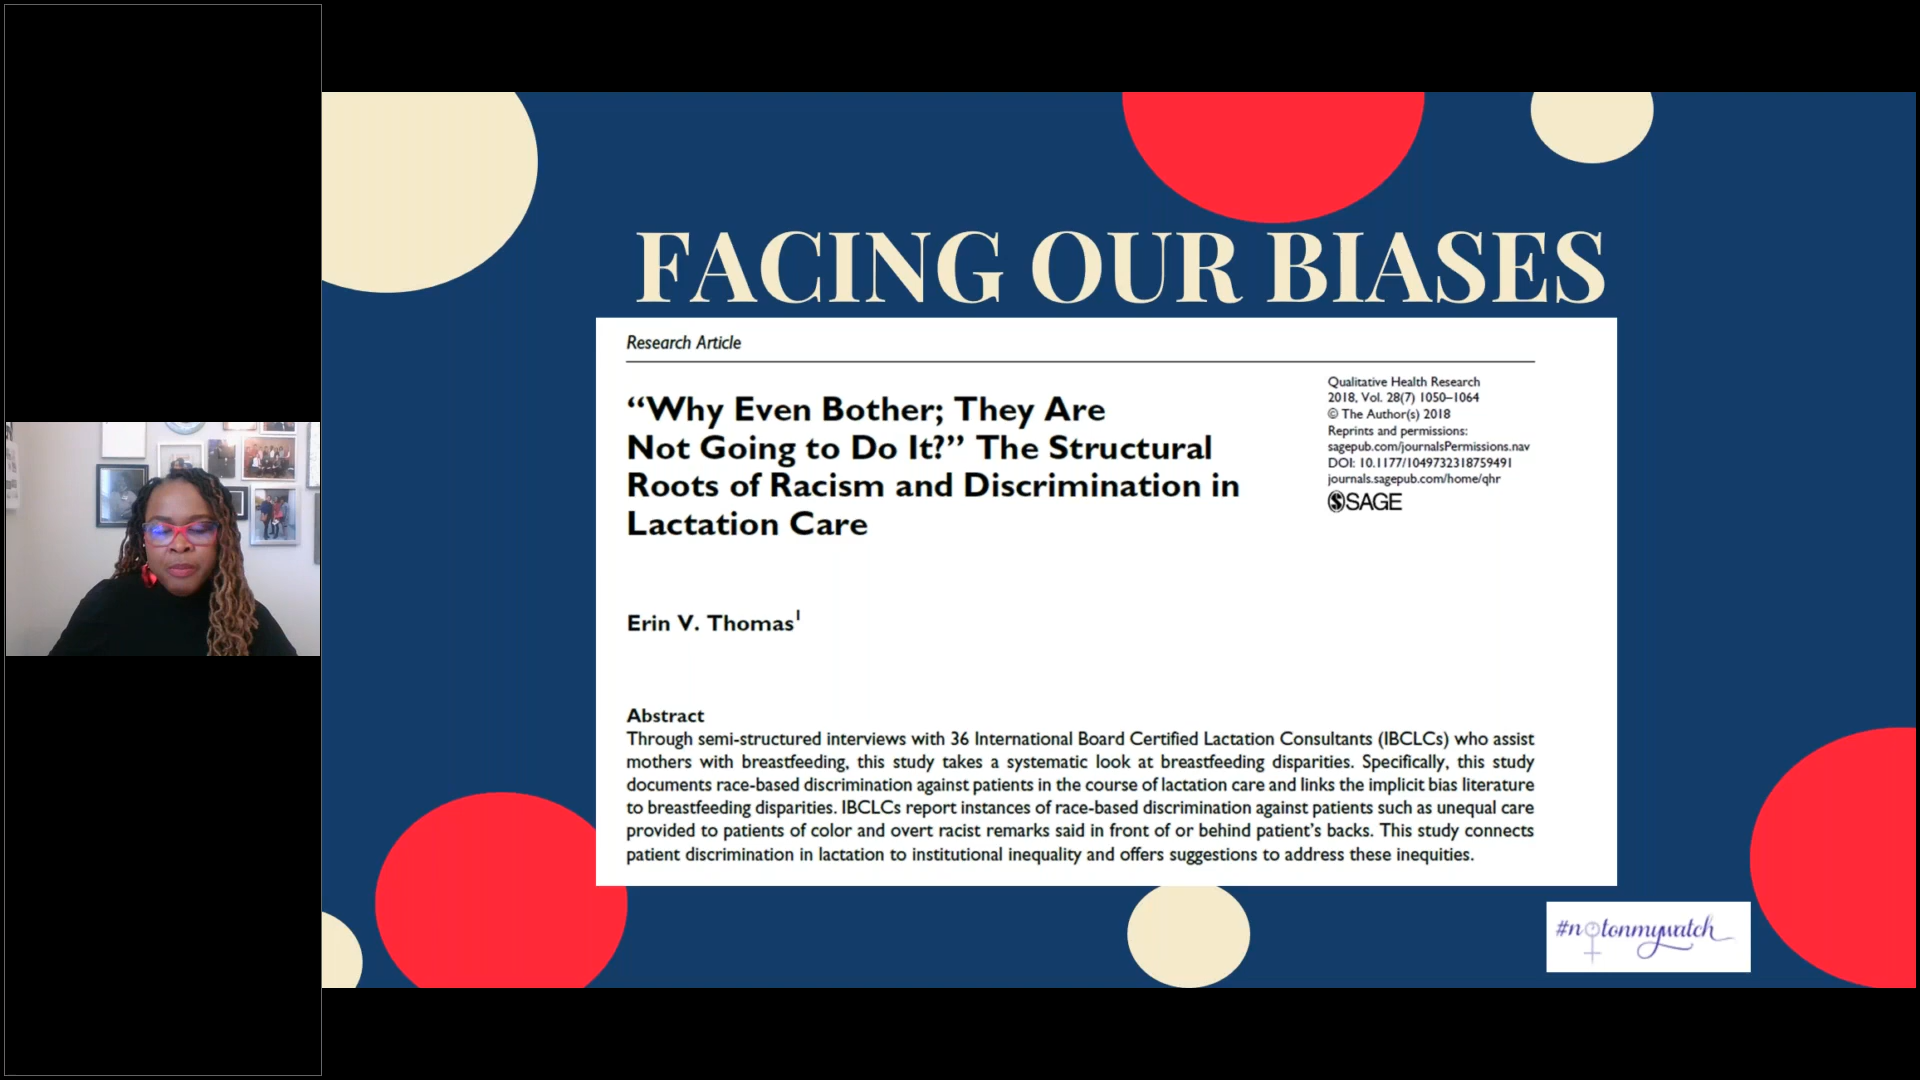 FACING OUR BIASES
Research Article
“Why Even Bother; They Are
Not Going to Do It?” The Structural
Roots of Racism and Discrimination in
Lactation Care
Qualitative Health Research
2018, Vol. 28(7) 1050–1064
© The Author(s) 2018
Reprints and permissions:
sagepub.com/journalsPermissions.nav
DOI: 10.1177/1049732318759491
journals.sagepub.com/home/qhr
SAGE
Erin V. Thomas¹
Abstract
Through semi-structured interviews with 36 International Board Certified Lactation Consultants (IBCLCs) who assist
mothers with breastfeeding, this study takes a systematic look at breastfeeding disparities. Specifically, this study
documents race-based discrimination against patients in the course of lactation care and links the implicit bias literature
to breastfeeding disparities. IBCLCs report instances of race-based discrimination against patients such as unequal care
provided to patients of color and overt racist remarks said in front of or behind patient’s backs. This study connects
patient discrimination in lactation to institutional inequality and offers suggestions to address these inequities.
#notonmywatch